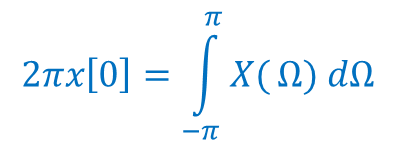 2πx[0] = ∫_{-π}^{π} X( Ω) dΩ